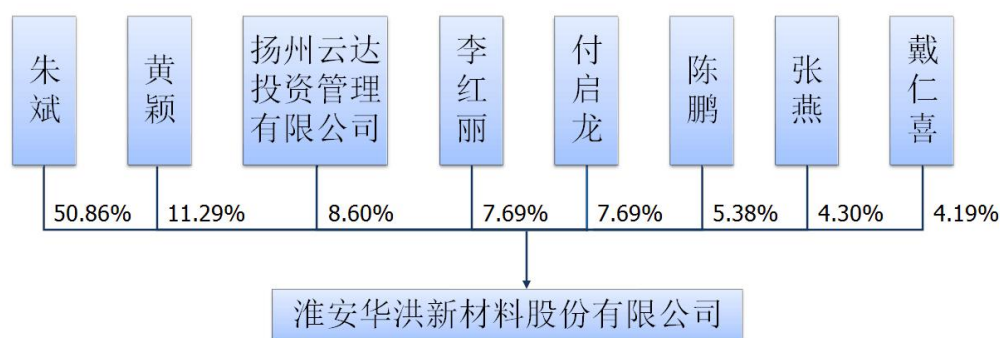 朱斌
黄颖
扬州云达
投资管理
有限公司
李红丽
付启龙
陈鹏
张燕
戴仁喜
50.86%
11.29%
8.60%
7.69%
7.69%
5.38%
4.30%
4.19%
淮安华洪新材料股份有限公司